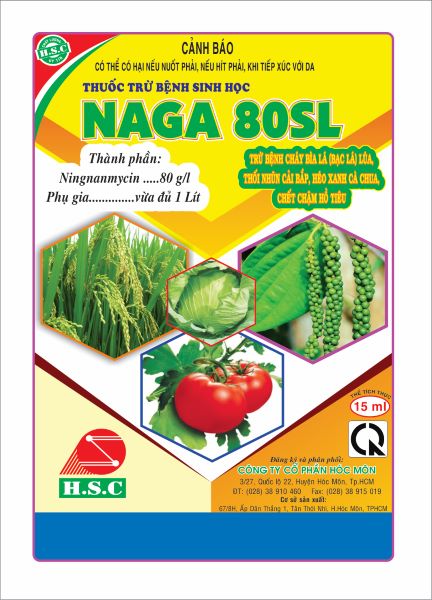 H.S.C
CẢNH BÁO
CÓ THỂ CÓ HẠI NẾU NUỐT PHẢI, NẾU HÍT PHẢI, KHI TIẾP XÚC VỚI DA
THUỐC TRỪ BỆNH SINH HỌC
NAGA 80SL
Thành phần:
Ningnanmycin .....80 g/l
Phụ gia..............vừa đủ 1 Lít
TRỪ BỆNH CHÁY BÌA LÁ (BẠC LÁ) LÚA,
THỐI NHŨN CẢI BẮP, HÉO XANH CÀ CHUA,
CHẾT CHẬM HỒ TIÊU
THỂ TÍCH THỰC
15 ml
H.S.C
Đăng ký và phân phối:
CÔNG TY CỔ PHẦN HÓC MÔN
3/27, Quốc lộ 22, Huyện Hóc Môn, Tp.HCM
ĐT: (028) 38 910 460 Fax: (028) 38 915 019
Cơ sở sản xuất:
67/8H, Ấp Dân Thắng 1, Tân Thới Nhì, H.Hóc Môn, TPHCM